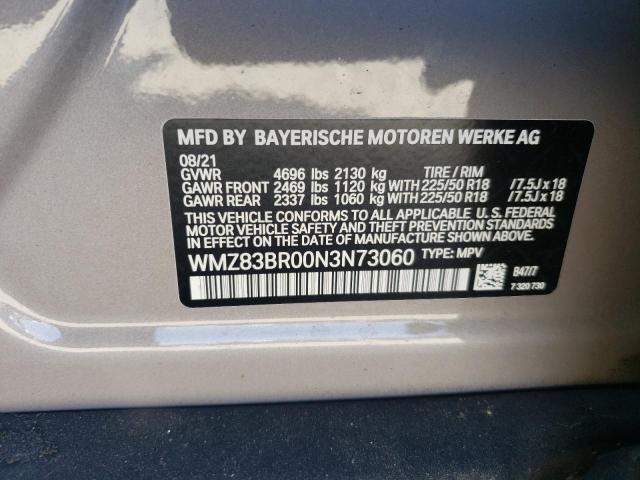 MFD BY BAYERISCHE MOTOREN WERKE AG
08/21
GVWR 4696 lbs 2130 kg TIRE / RIM
GAWR FRONT 2469 lbs 1120 kg WITH 225/50 R18 /7.5J x 18
GAWR REAR 2337 lbs 1060 kg WITH 225/50 R18 /7.5J x 18
THIS VEHICLE CONFORMS TO ALL APPLICABLE U. S. FEDERAL
MOTOR VEHICLE SAFETY AND THEFT PREVENTION STANDARDS
IN EFFECT ON THE DATE OF MANUFACTURE SHOWN ABOVE.
WMZ83BR00N3N73060 TYPE: MPV
B47/7
7 320 730